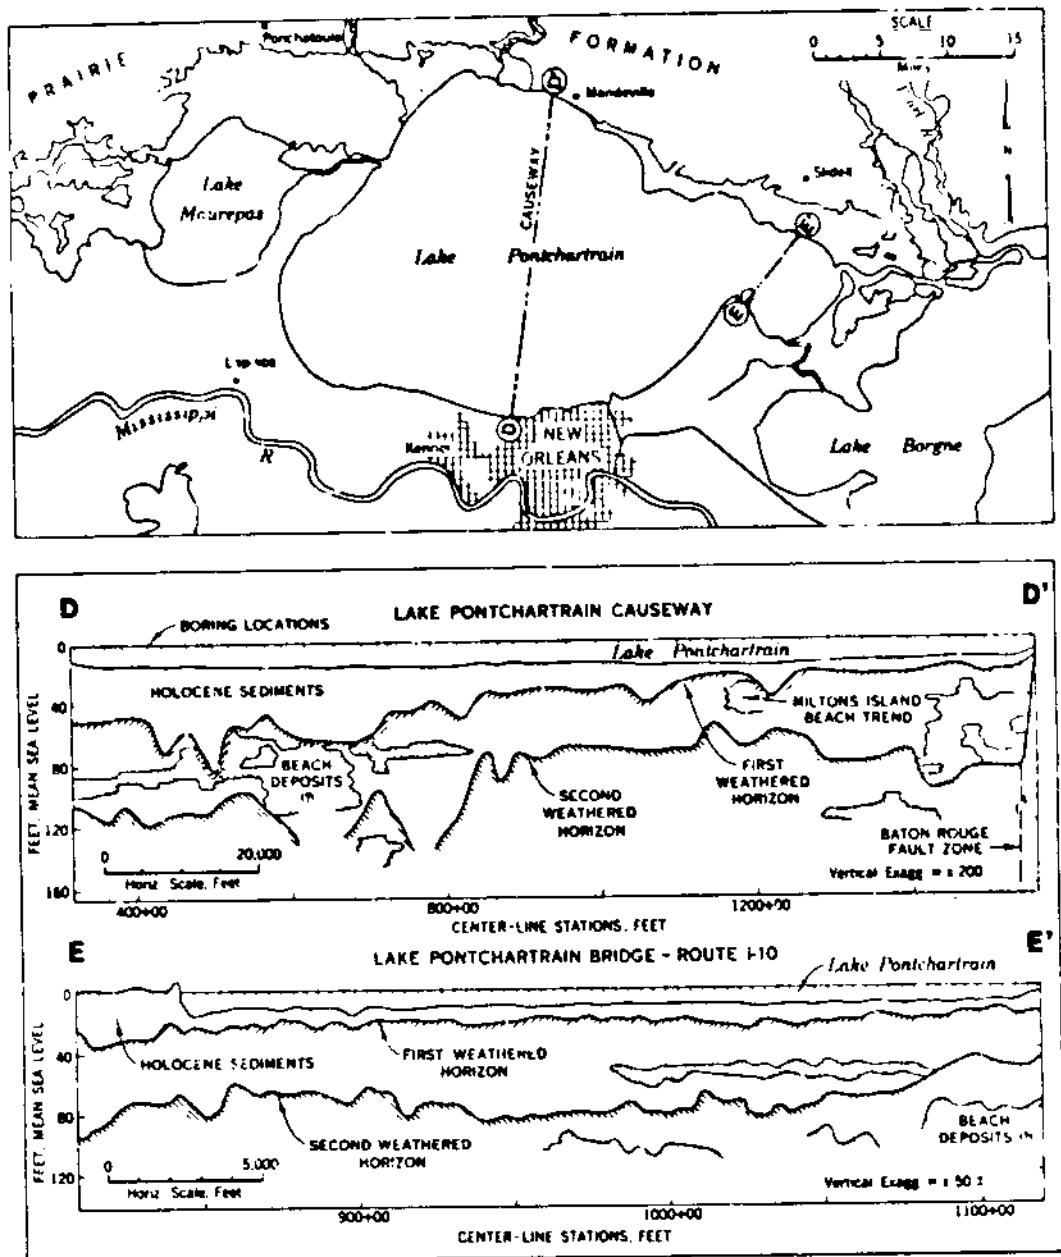 SCALE
0 5 10 15
Miles
Ponchatoula
PRAIRIE
FORMATION
Mandeville
N
Lake
Maurepas
CAUSEWAY
Slidell
Lake Pontchartrain
E
Mississippi
R
Kenner
D
NEW
ORLEANS
Lake Borgne
D
D'
LAKE PONTCHARTRAIN CAUSEWAY
BORING LOCATIONS
Lake Pontchartrain
0
HOLOCENE SEDIMENTS
40
MILTONS ISLAND
BEACH TREND
BEACH
DEPOSITS (?)
80
FIRST
WEATHERED
HORIZON
SECOND
WEATHERED
HORIZON
120
BATON ROUGE
FAULT ZONE
0 20,000
Horiz Scale, Feet
Vertical Exagg = x 200
160
FEET, MEAN SEA LEVEL
400+00 800+00 1200+00
CENTER-LINE STATIONS, FEET
E
E'
LAKE PONTCHARTRAIN BRIDGE - ROUTE I-10
Lake Pontchartrain
0
40
HOLOCENE SEDIMENTS
FIRST WEATHERED
HORIZON
80
SECOND WEATHERED
HORIZON
BEACH
DEPOSITS (?)
120
0 5,000
Horiz Scale, Feet
Vertical Exagg = x 50 ±
FEET, MEAN SEA LEVEL
900+00 1000+00 1100+00
CENTER-LINE STATIONS, FEET